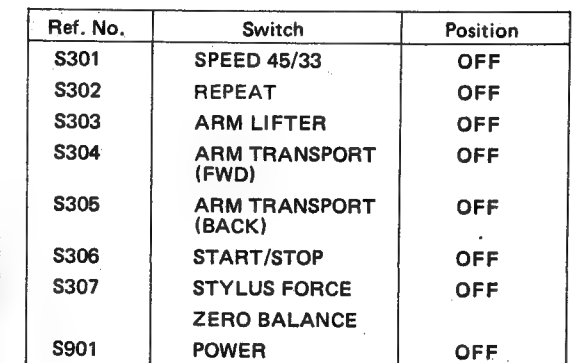 Ref. No. Switch Position
S301 SPEED 45/33 OFF
S302 REPEAT OFF
S303 ARM LIFTER OFF
S304 ARM TRANSPORT OFF
(FWD)
S305 ARM TRANSPORT OFF
(BACK)
S306 START/STOP OFF
S307 STYLUS FORCE OFF
ZERO BALANCE
S901 POWER OFF